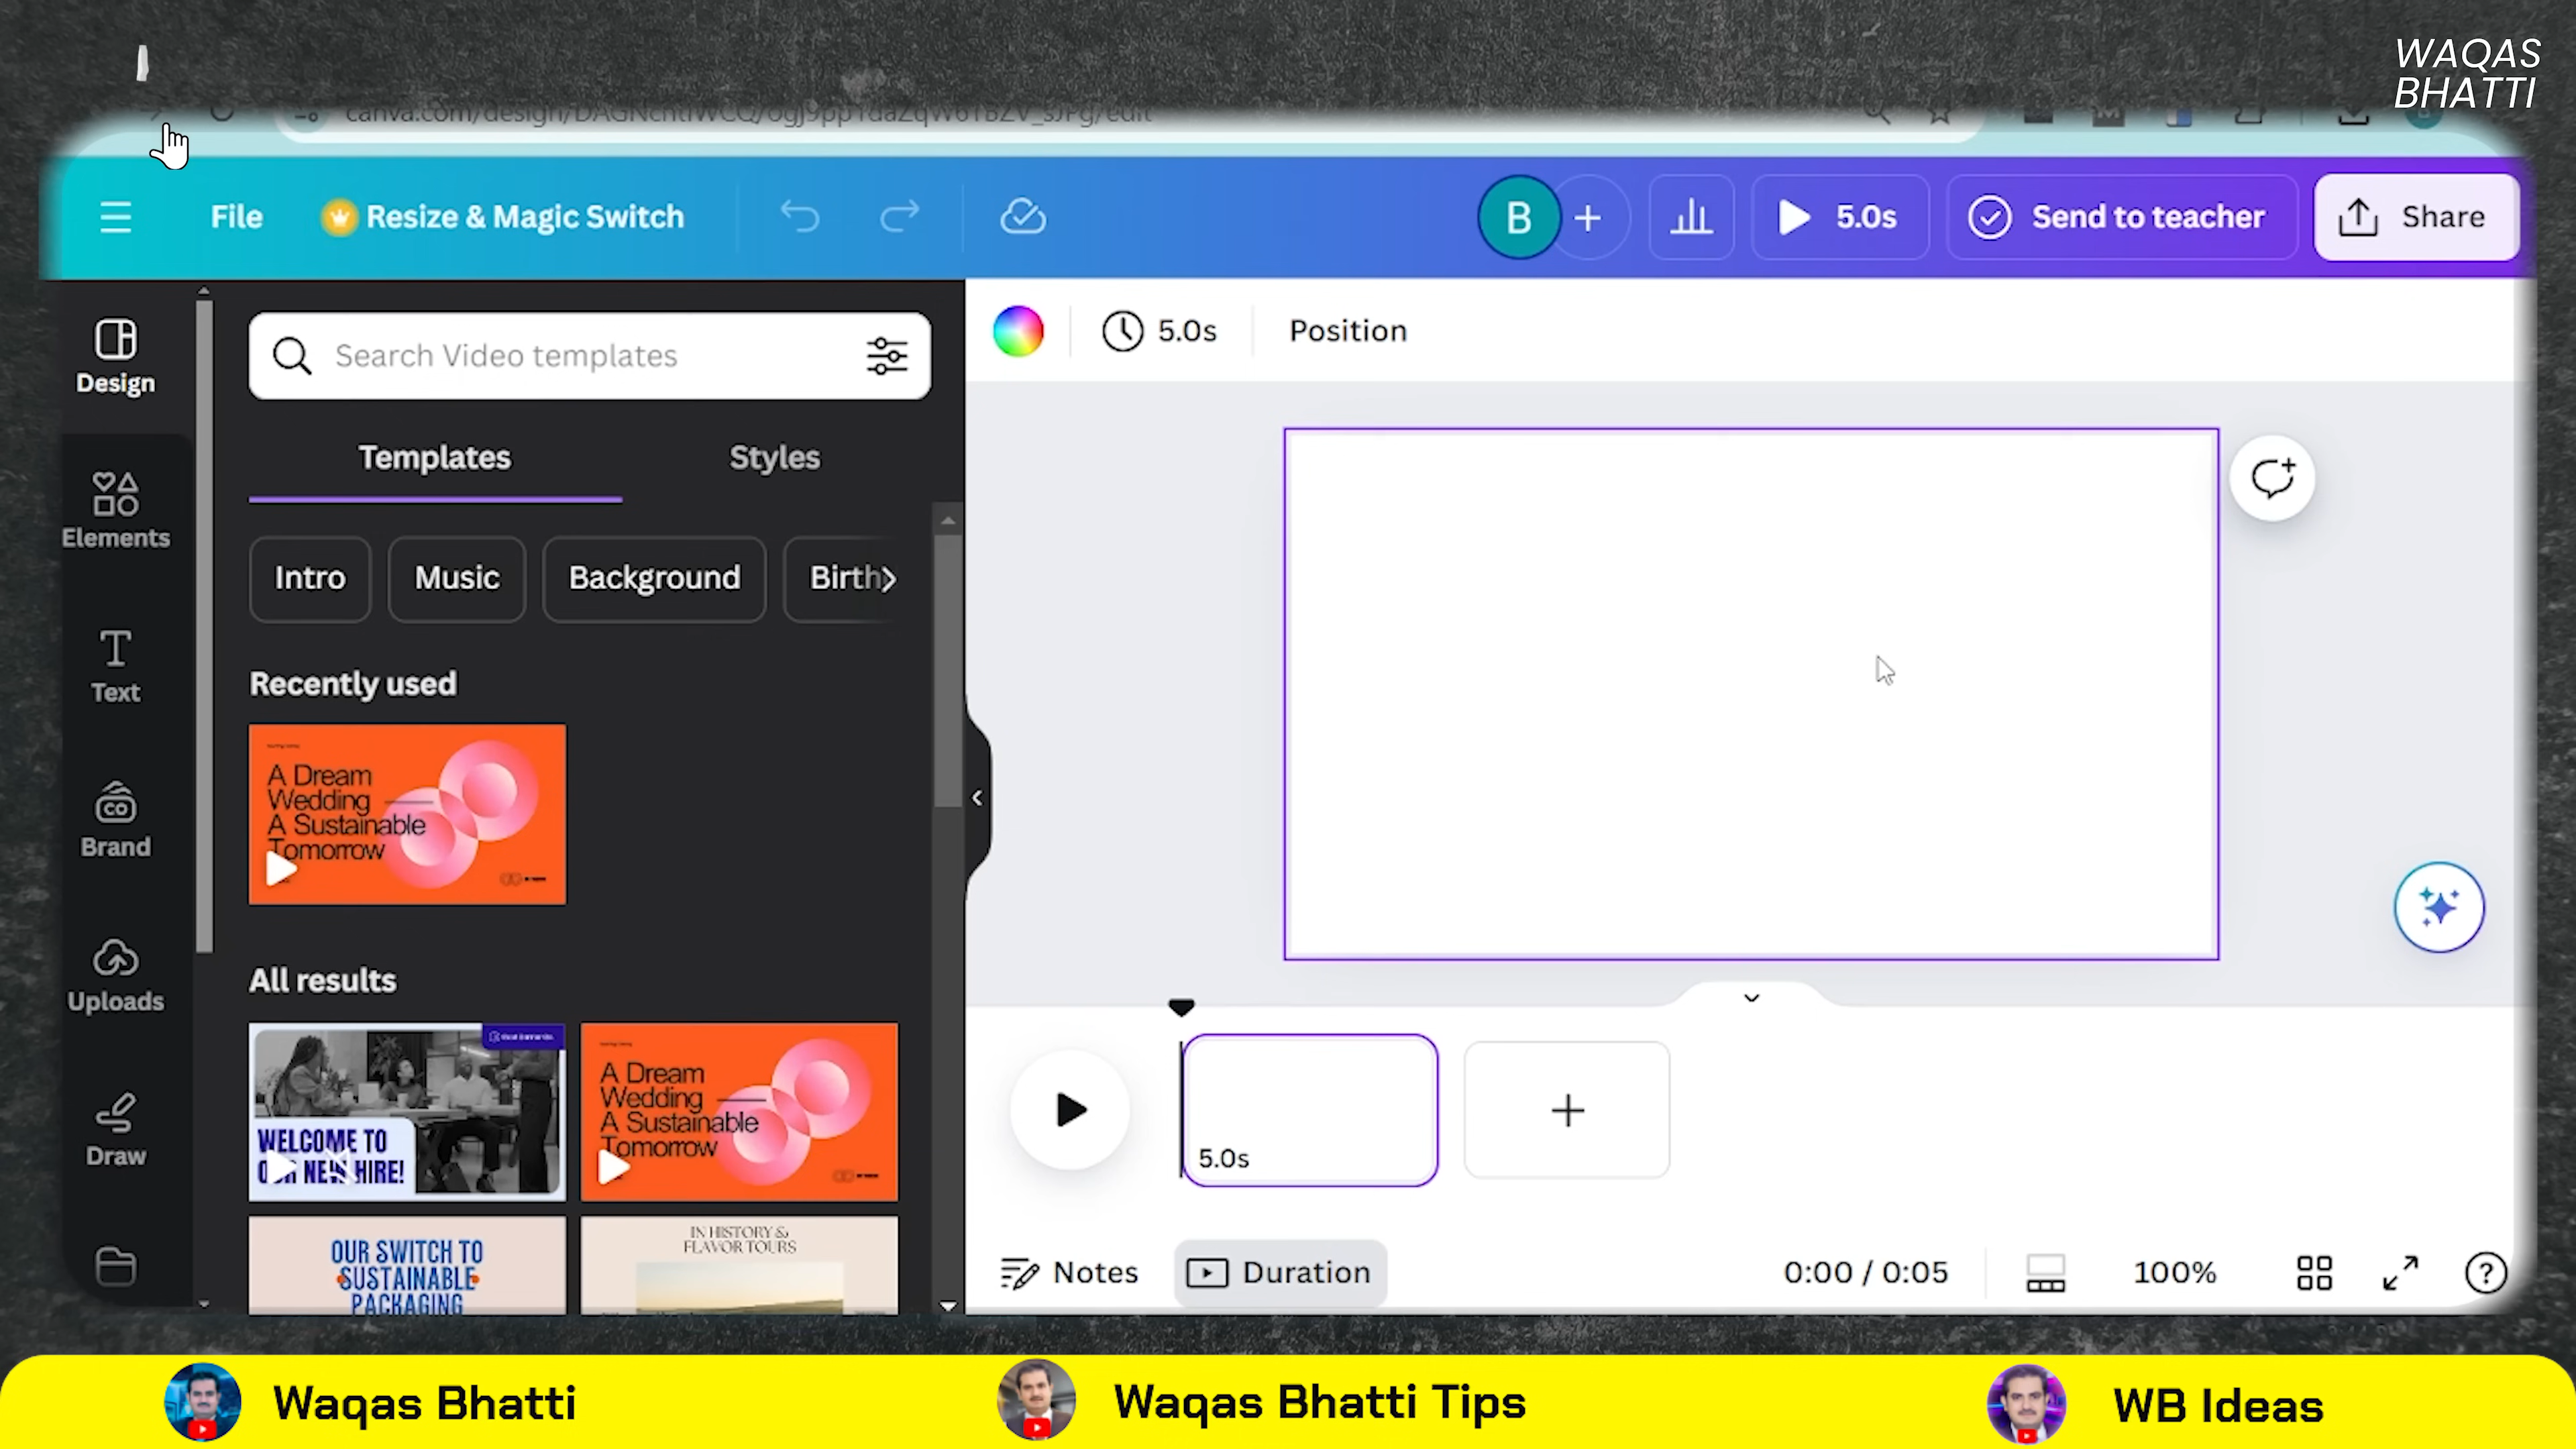 WAQAS
BHATTI
File
Resize & Magic Switch
B
5.0s
Send to teacher
Share
Design
Elements
Text
Brand
Uploads
Draw
Search Video templates
Templates
Styles
Intro
Music
Background
Birth
Recently used
A Dream
Wedding
A Sustainable
Tomorrow
All results
WELCOME TO
OUR NEW HIRE!
A Dream
Wedding
A Sustainable
Tomorrow
OUR SWITCH TO
SUSTAINABLE
PACKAGING
IN HISTORY &
FLAVOR TOURS
5.0s
Position
5.0s
Notes
Duration
0:00 / 0:05
100%
Waqas Bhatti
Waqas Bhatti Tips
WB Ideas